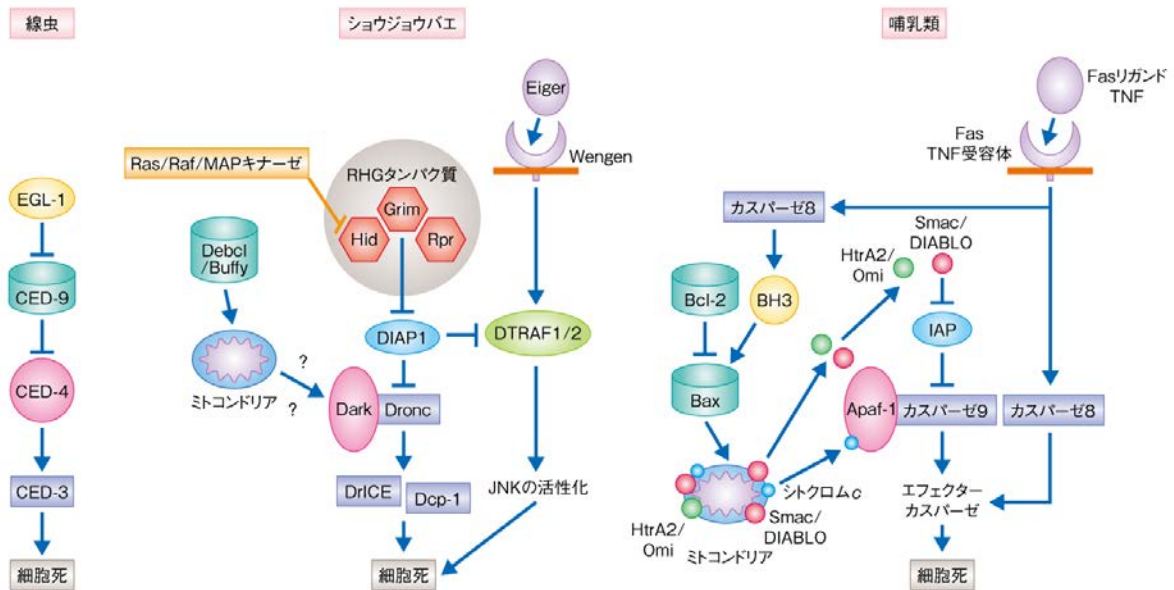 線虫
EGL-1
CED-9
CED-4
CED-3
細胞死
ショウジョウバエ
Eiger
Wengen
Ras/Raf/MAPキナーゼ
RHGタンパク質
Grim
Hid
Rpr
Debcl
/Buffy
ミトコンドリア
?
?
DIAP1
DTRAF1/2
Dark
Dronc
DrICE
Dcp-1
JNKの活性化
細胞死
哺乳類
Fasリガンド
TNF
Fas
TNF受容体
カスパーゼ8
Smac/
DIABLO
HtrA2/
Omi
Bcl-2
BH3
IAP
Bax
Apaf-1
カスパーゼ9
カスパーゼ8
シトクロムc
エフェクター
カスパーゼ
HtrA2/
Omi
Smac/
DIABLO
ミトコンドリア
細胞死